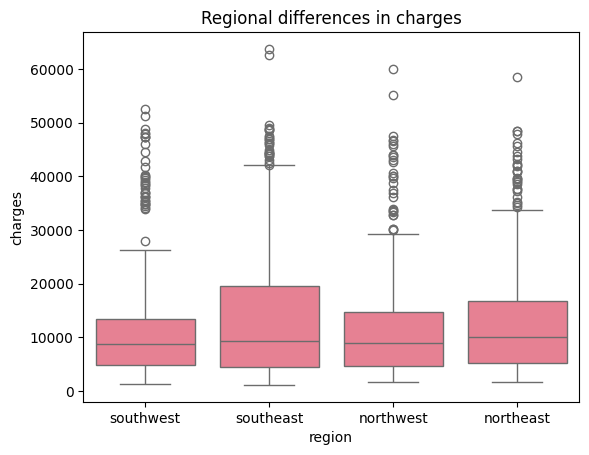 Regional differences in charges
60000
50000
40000
30000
20000
10000
0
charges
southwest southeast northwest northeast
region